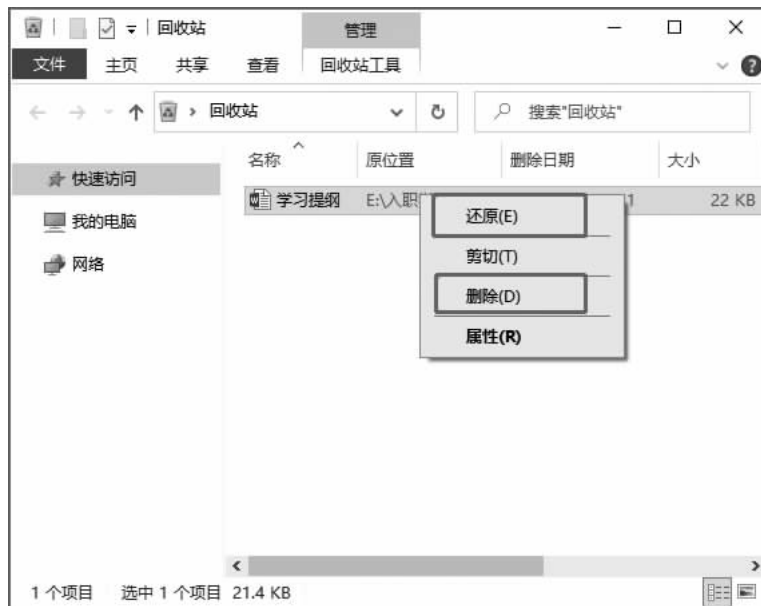 回收站 管理
文件 主页 共享 查看 回收站工具
回收站 搜索"回收站"
名称 原位置 删除日期 大小
快速访问
学习提纲 E:\入职 1 22 KB
还原(E)
我的电脑
剪切(T)
网络
删除(D)
属性(R)
1 个项目 选中 1 个项目 21.4 KB